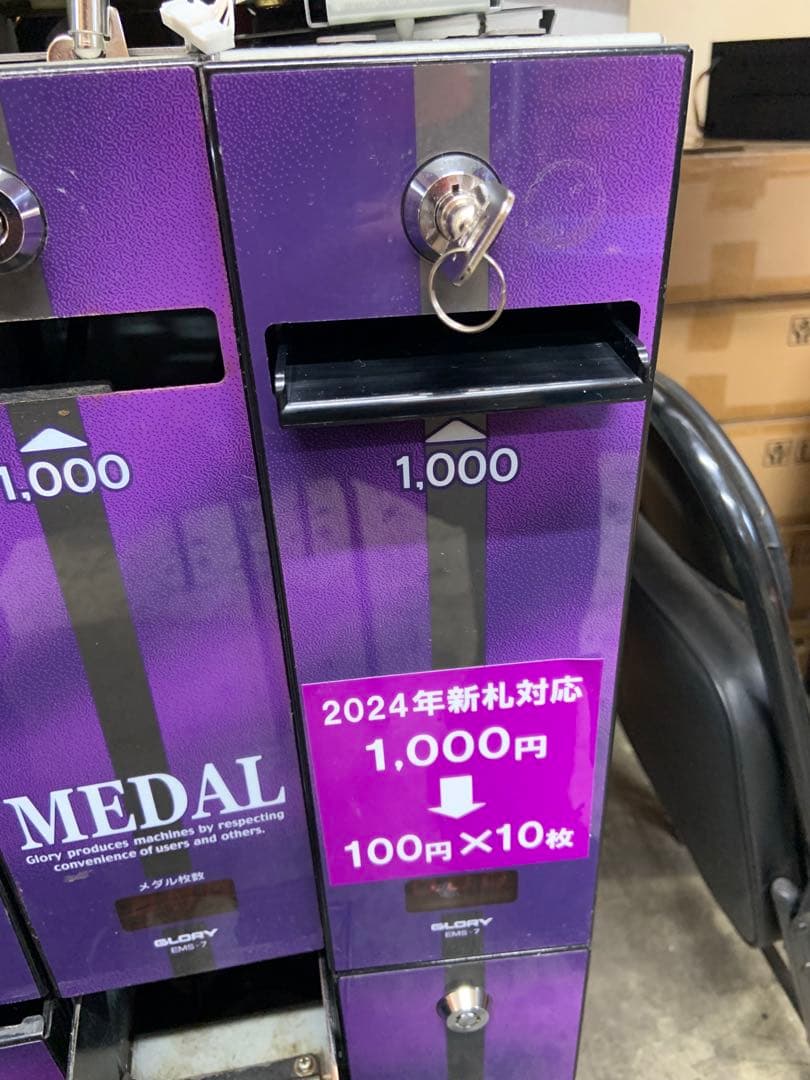 1,000
1,000
2024年新札対応
1,000円
100円×10枚
MEDAL
Glory produces machines by respecting
convenience of users and others.
メダル枚数
GLORY
EMS-7
GLORY
EMS-7